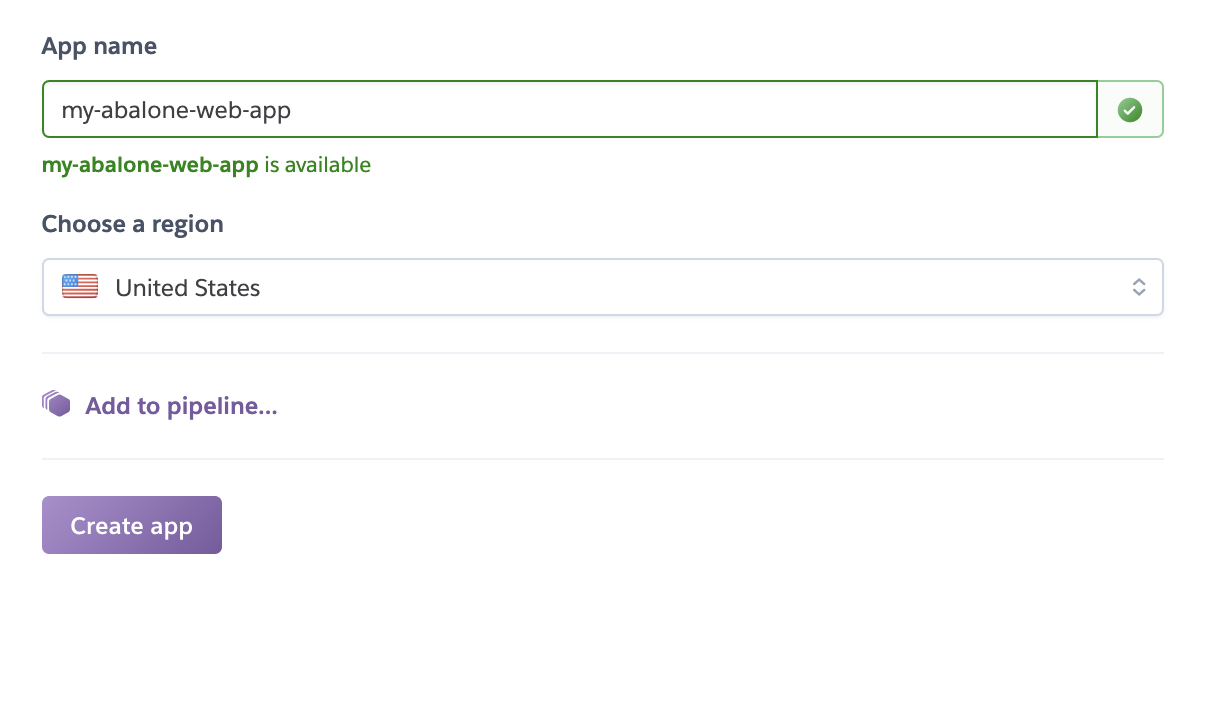 App name
my-abalone-web-app
my-abalone-web-app is available
Choose a region
United States
Add to pipeline...
Create app